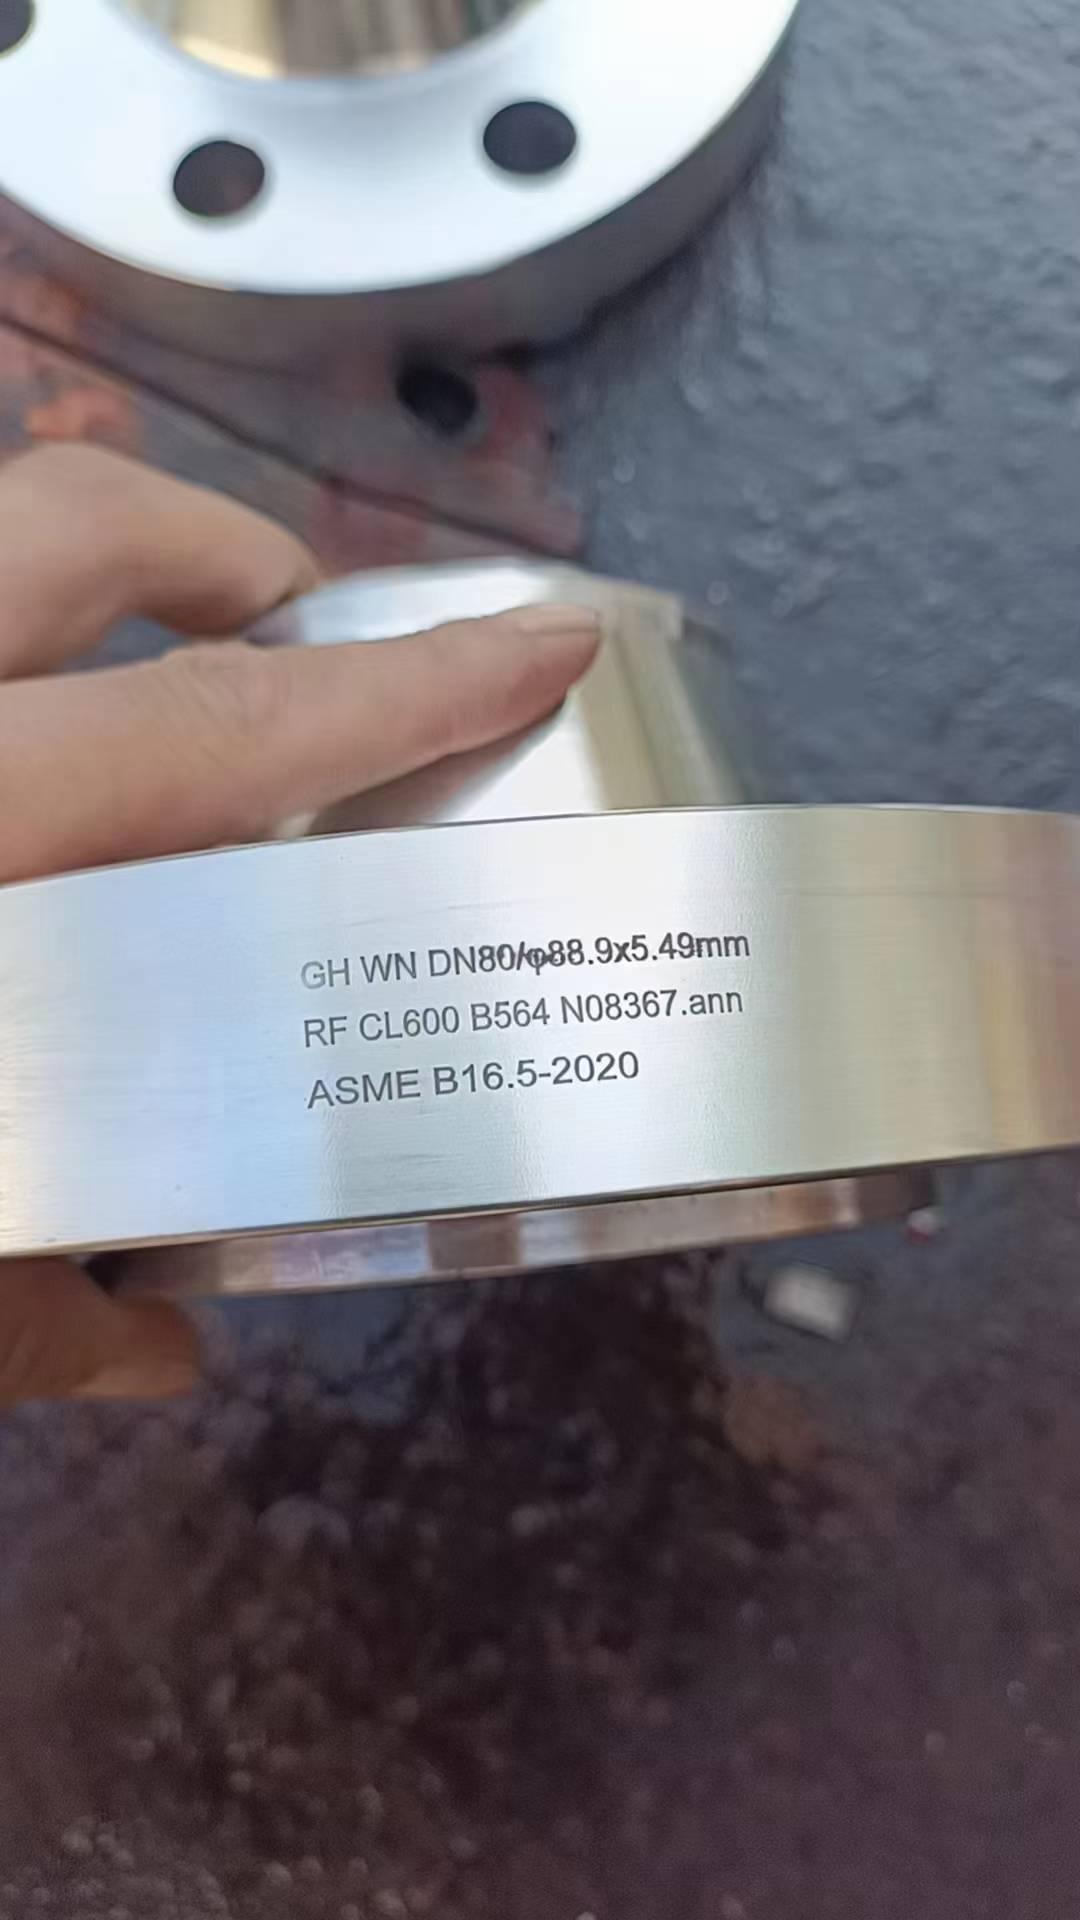 GH WN DN80/φ88.9x5.49mm
RF CL600 B564 N08367.ann
ASME B16.5-2020